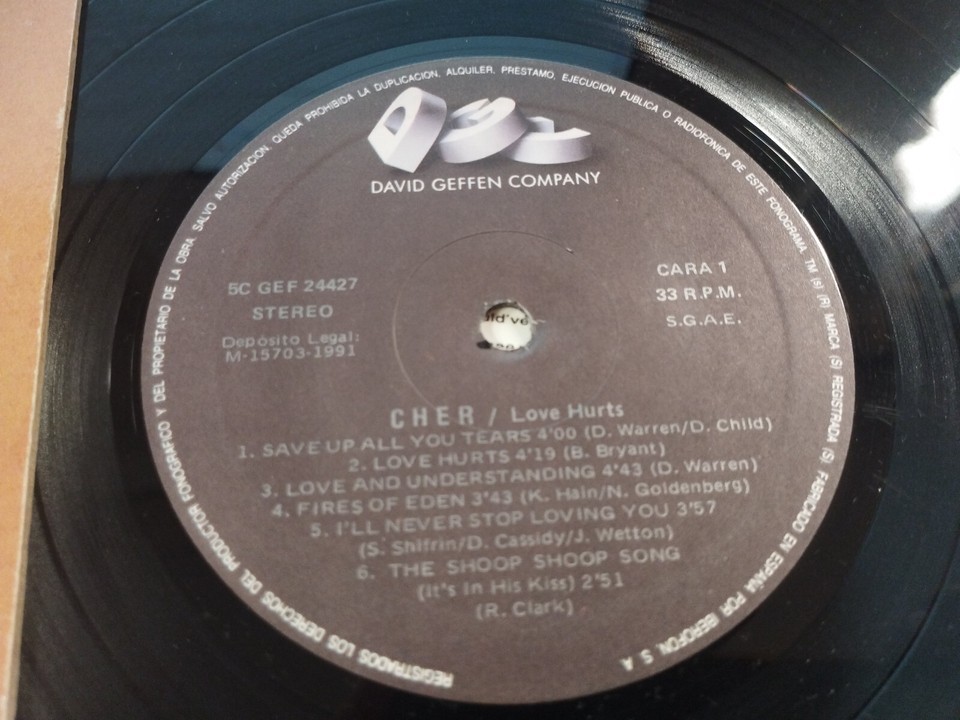 REGISTRADOS LOS DERECHOS DEL PRODUCTOR FONOGRAFICO Y DEL PROPIETARIO DE LA OBRA. SALVO AUTORIZACION, QUEDA PROHIBIDA LA DUPLICACION, ALQUILER, PRESTAMO, EJECUCION PUBLICA O RADIOFONICA DE ESTE FONOGRAMA. TM (s) (R) MARCA (S) REGISTRADA (S). FABRICADO EN ESPAÑA POR IBEROFON, S. A.
DGC
DAVID GEFFEN COMPANY
5C GEF 24427
STEREO
Depósito Legal:
M-15703-1991
CARA 1
33 R.P.M.
S.G.A.E.
CHER / Love Hurts
1. SAVE UP ALL YOU TEARS 4'00 (D. Warren/D. Child)
2. LOVE HURTS 4'19 (B. Bryant)
3. LOVE AND UNDERSTANDING 4'43 (D. Warren)
4. FIRES OF EDEN 3'43 (K. Hain/N. Goldenberg)
5. I'LL NEVER STOP LOVING YOU 3'57
(S. Shifrin/D. Cassidy/J. Wetton)
6. THE SHOOP SHOOP SONG
(It's In His Kiss) 2'51
(R. Clark)